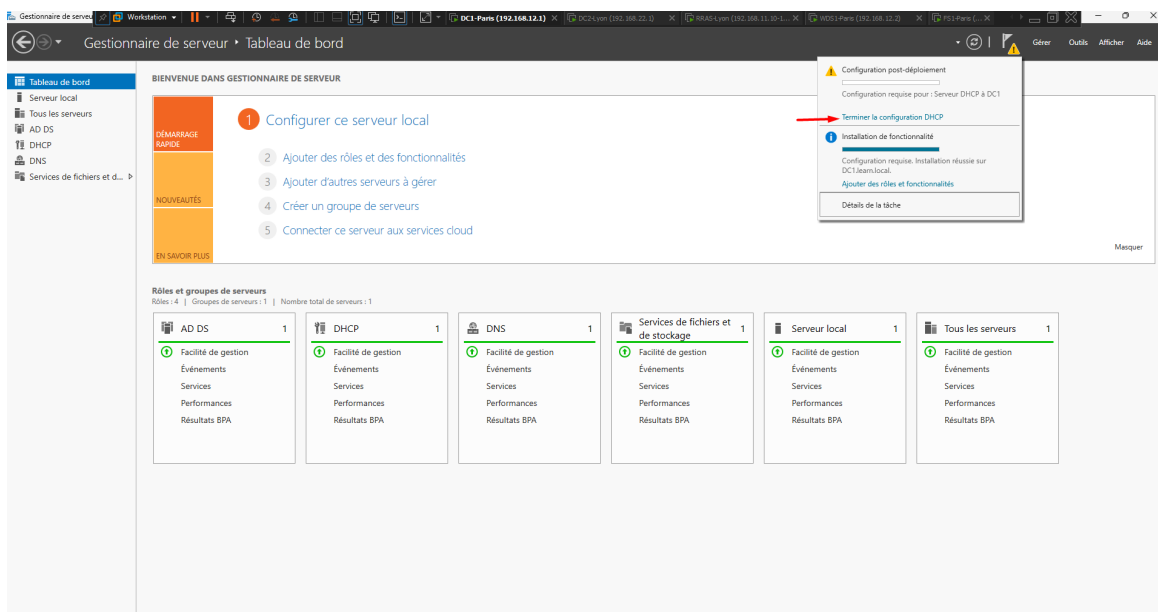 Gestionnaire de serveu
Workstation
DC1-Paris (192.168.12.1)
DC2-Lyon (192.168.22.1)
RRAS-Lyon (192.168.11.10-1...
WDS1-Paris (192.168.12.2)
PS1-Paris (...
Gestionnaire de serveur ‣ Tableau de bord
Gérer
Outils
Afficher
Aide
Tableau de bord
Serveur local
Tous les serveurs
AD DS
DHCP
DNS
Services de fichiers et d...
BIENVENUE DANS GESTIONNAIRE DE SERVEUR
DÉMARRAGE
RAPIDE
NOUVEAUTÉS
EN SAVOIR PLUS
1 Configurer ce serveur local
2 Ajouter des rôles et des fonctionnalités
3 Ajouter d'autres serveurs à gérer
4 Créer un groupe de serveurs
5 Connecter ce serveur aux services cloud
Configuration post-déploiement
Configuration requise pour : Serveur DHCP à DC1
Terminer la configuration DHCP
Installation de fonctionnalité
Configuration requise. Installation réussie sur
DC1.learn.local.
Ajouter des rôles et fonctionnalités
Détails de la tâche
Masquer
Rôles et groupes de serveurs
Rôles : 4 | Groupes de serveurs : 1 | Nombre total de serveurs : 1
AD DS 1
Facilité de gestion
Événements
Services
Performances
Résultats BPA
DHCP 1
Facilité de gestion
Événements
Services
Performances
Résultats BPA
DNS 1
Facilité de gestion
Événements
Services
Performances
Résultats BPA
Services de fichiers et
de stockage 1
Facilité de gestion
Événements
Services
Performances
Résultats BPA
Serveur local 1
Facilité de gestion
Événements
Services
Performances
Résultats BPA
Tous les serveurs 1
Facilité de gestion
Événements
Services
Performances
Résultats BPA